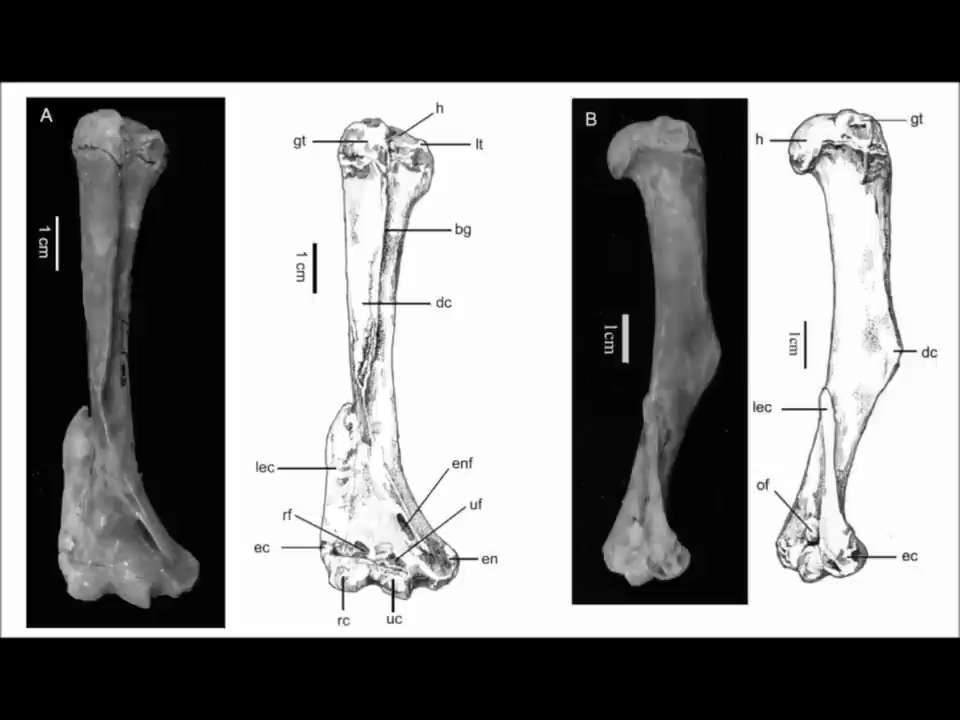 A
1 cm
h
gt
lt
1 cm
bg
dc
lec
enf
rf
uf
ec
en
rc
uc
B
1cm
gt
h
1cm
dc
lec
of
ec